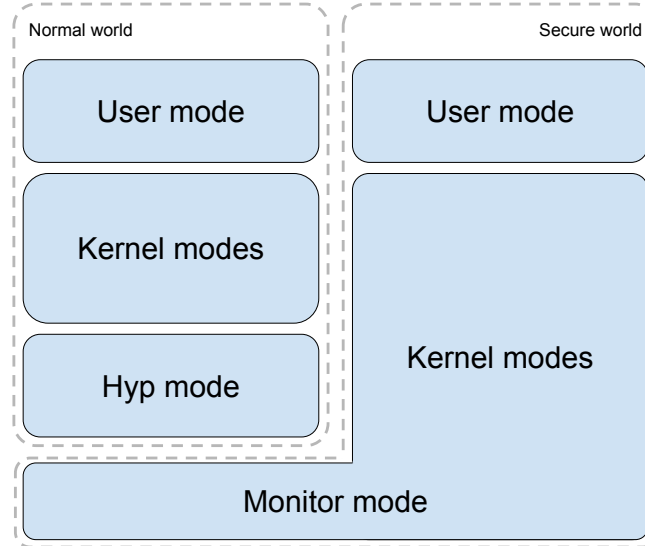 Normal world
Secure world
User mode
User mode
Kernel modes
Kernel modes
Hyp mode
Monitor mode